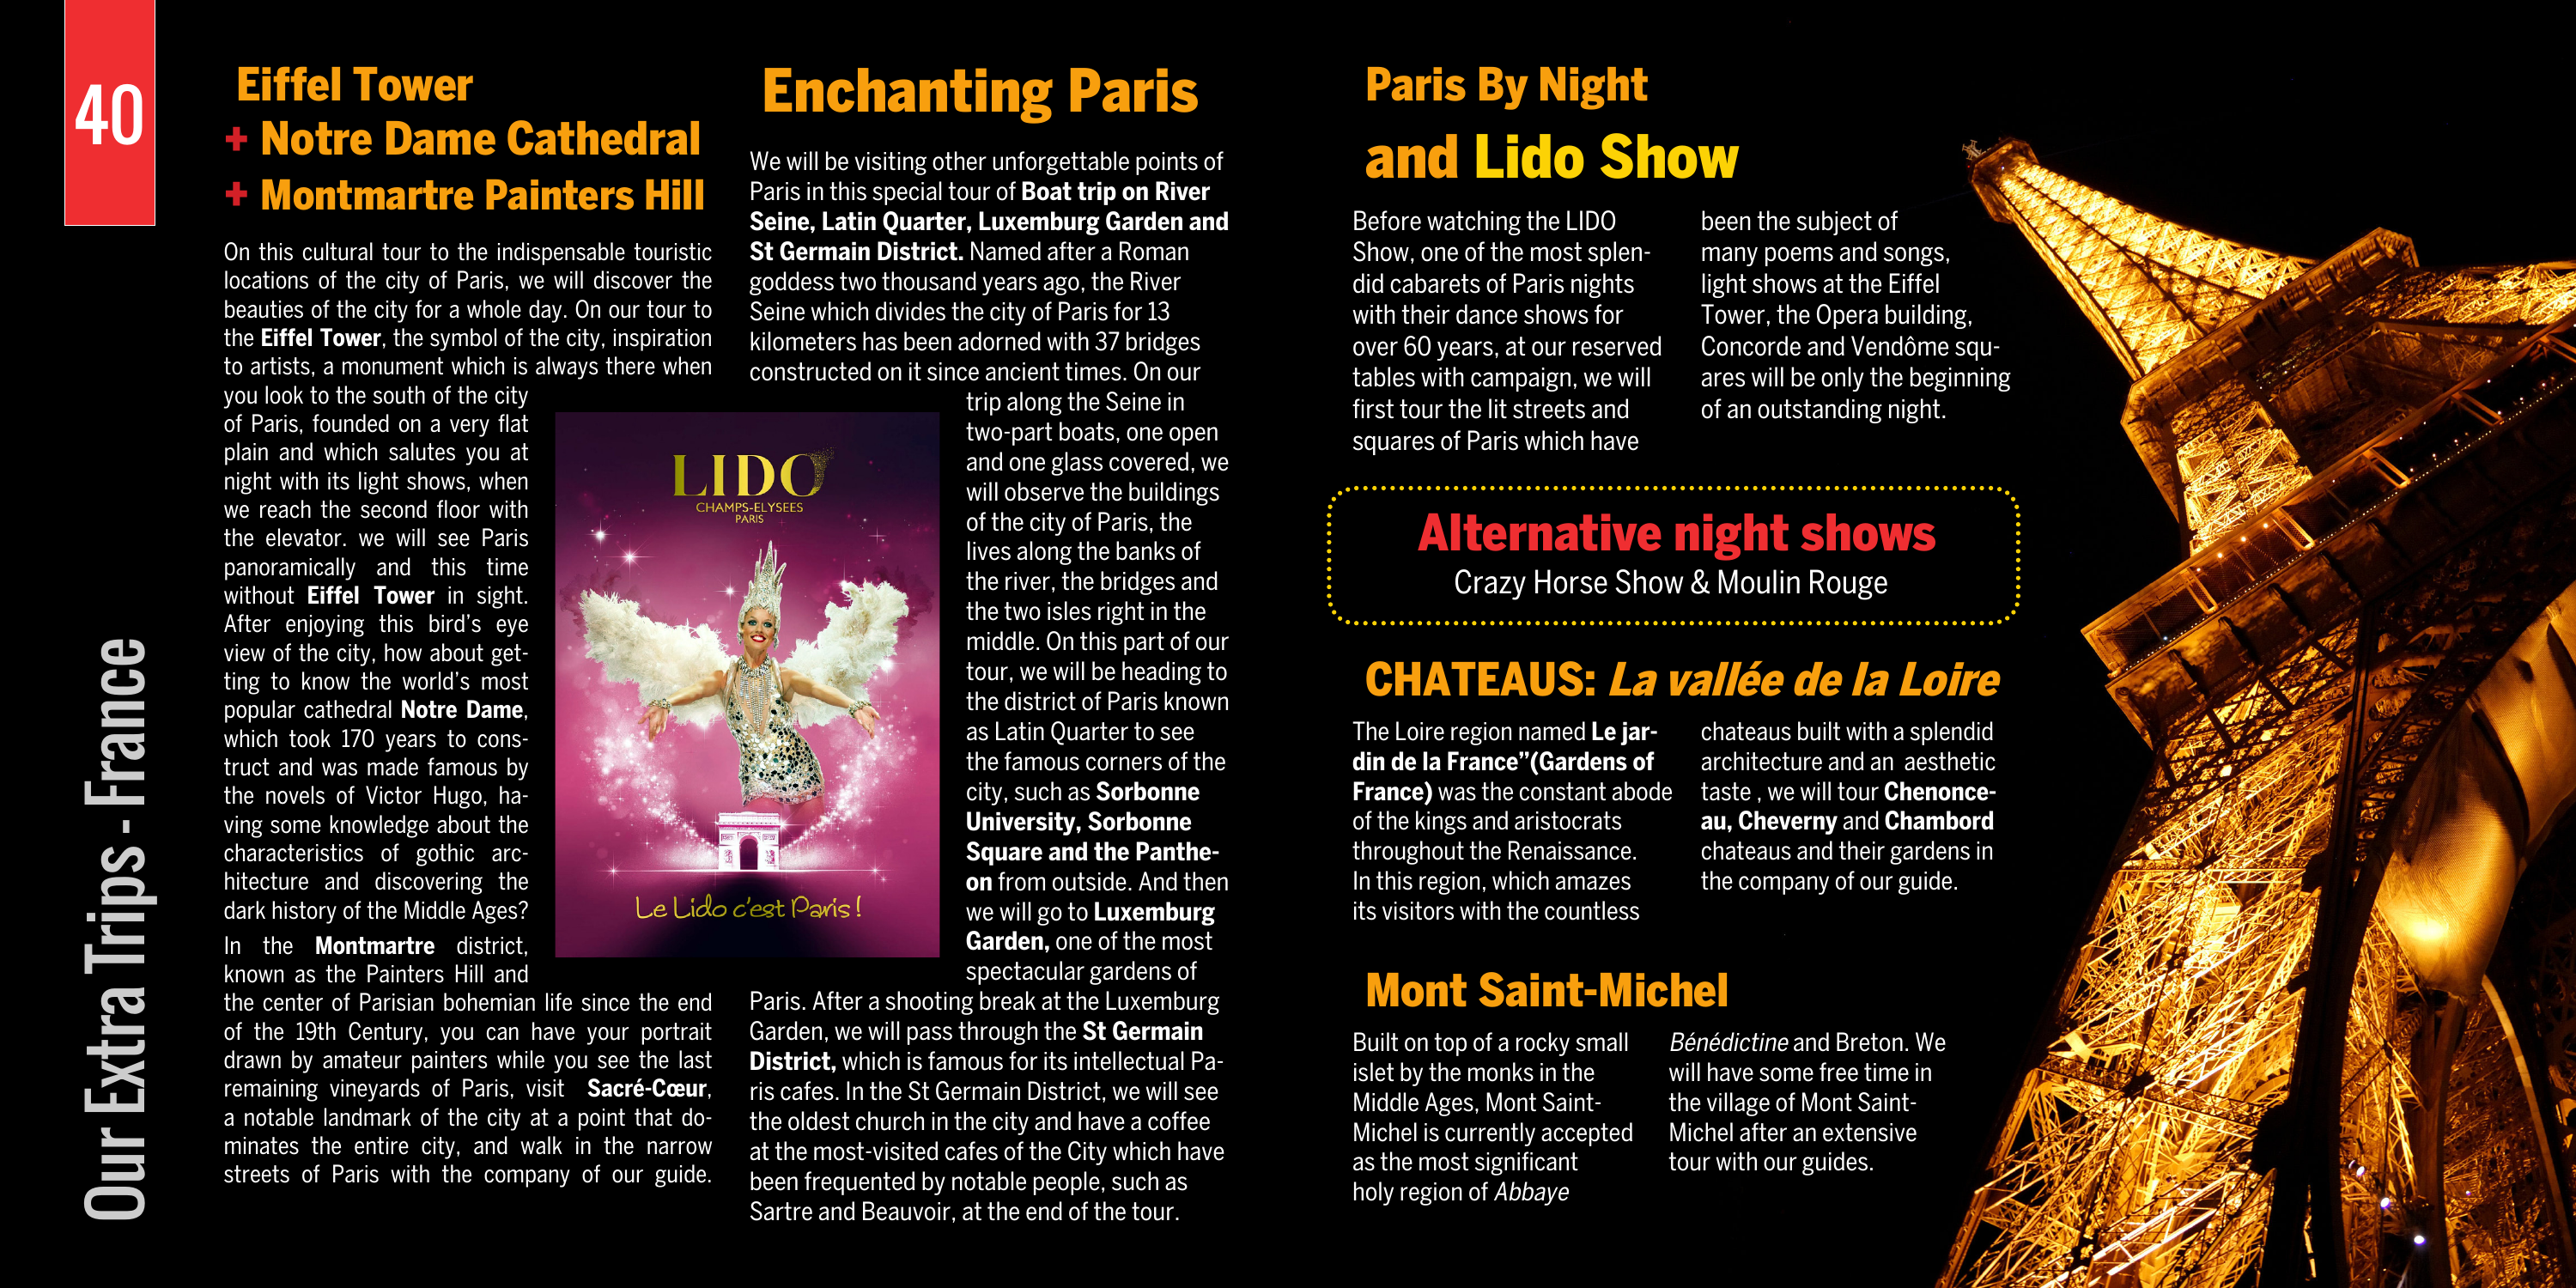 40
Our Extra Trips - France
Eiffel Tower
+ Notre Dame Cathedral
+ Montmartre Painters Hill
On this cultural tour to the indispensable touristic
locations of the city of Paris, we will discover the
beauties of the city for a whole day. On our tour to
the Eiffel Tower, the symbol of the city, inspiration
to artists, a monument which is always there when
you look to the south of the city
of Paris, founded on a very flat
plain and which salutes you at
night with its light shows, when
we reach the second floor with
the elevator. we will see Paris
panoramically and this time
without Eiffel Tower in sight.
After enjoying this bird's eye
view of the city, how about get-
ting to know the world's most
popular cathedral Notre Dame,
which took 170 years to cons-
truct and was made famous by
the novels of Victor Hugo, ha-
ving some knowledge about the
characteristics of gothic arc-
hitecture and discovering the
dark history of the Middle Ages?
In the Montmartre district,
known as the Painters Hill and
the center of Parisian bohemian life since the end
of the 19th Century, you can have your portrait
drawn by amateur painters while you see the last
remaining vineyards of Paris, visit Sacré-Cœur,
a notable landmark of the city at a point that do-
minates the entire city, and walk in the narrow
streets of Paris with the company of our guide.
LIDO
CHAMPS-ELYSEES
PARIS
Le Lido c'est Paris!
Enchanting Paris
We will be visiting other unforgettable points of
Paris in this special tour of Boat trip on River
Seine, Latin Quarter, Luxemburg Garden and
St Germain District. Named after a Roman
goddess two thousand years ago, the River
Seine which divides the city of Paris for 13
kilometers has been adorned with 37 bridges
constructed on it since ancient times. On our
trip along the Seine in
two-part boats, one open
and one glass covered, we
will observe the buildings
of the city of Paris, the
lives along the banks of
the river, the bridges and
the two isles right in the
middle. On this part of our
tour, we will be heading to
the district of Paris known
as Latin Quarter to see
the famous corners of the
city, such as Sorbonne
University, Sorbonne
Square and the Panthe-
on from outside. And then
we will go to Luxemburg
Garden, one of the most
spectacular gardens of
Paris. After a shooting break at the Luxemburg
Garden, we will pass through the St Germain
District, which is famous for its intellectual Pa-
ris cafes. In the St Germain District, we will see
the oldest church in the city and have a coffee
at the most-visited cafes of the City which have
been frequented by notable people, such as
Sartre and Beauvoir, at the end of the tour.
Paris By Night
and Lido Show
Before watching the LIDO
Show, one of the most splen-
did cabarets of Paris nights
with their dance shows for
over 60 years, at our reserved
tables with campaign, we will
first tour the lit streets and
squares of Paris which have
been the subject of
many poems and songs,
light shows at the Eiffel
Tower, the Opera building,
Concorde and Vendôme squ-
ares will be only the beginning
of an outstanding night.
Alternative night shows
Crazy Horse Show & Moulin Rouge
CHATEAUS: La vallée de la Loire
The Loire region named Le jar-
din de la France”(Gardens of
France) was the constant abode
of the kings and aristocrats
throughout the Renaissance.
In this region, which amazes
its visitors with the countless
chateaus built with a splendid
architecture and an aesthetic
taste , we will tour Chenonce-
au, Cheverny and Chambord
chateaus and their gardens in
the company of our guide.
Mont Saint-Michel
Built on top of a rocky small
islet by the monks in the
Middle Ages, Mont Saint-
Michel is currently accepted
as the most significant
holy region of Abbaye
Bénédictine and Breton. We
will have some free time in
the village of Mont Saint-
Michel after an extensive
tour with our guides.